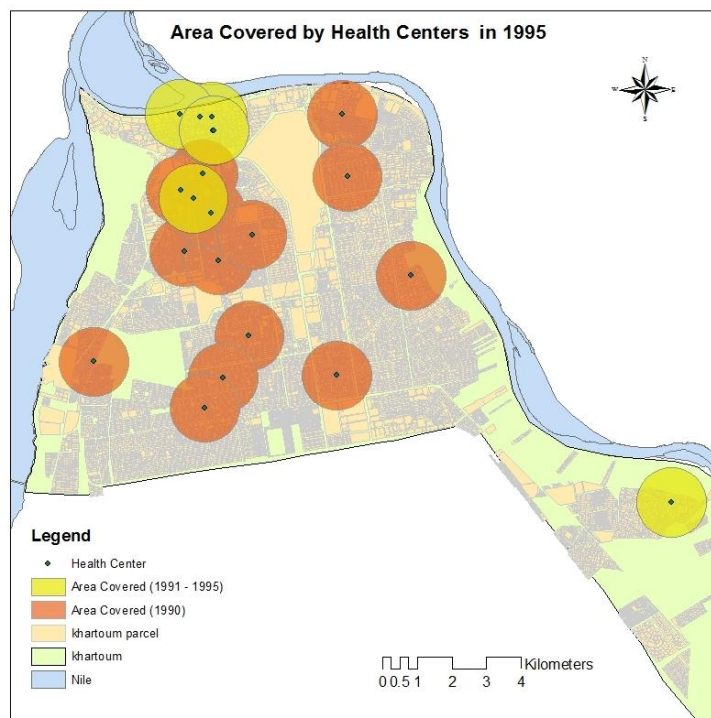 Area Covered by Health Centers in 1995
N
W E
S
Legend
Health Center
Area Covered (1991 - 1995)
Area Covered (1990)
khartoum parcel
khartoum
Nile
Kilometers
0 0.5 1 2 3 4